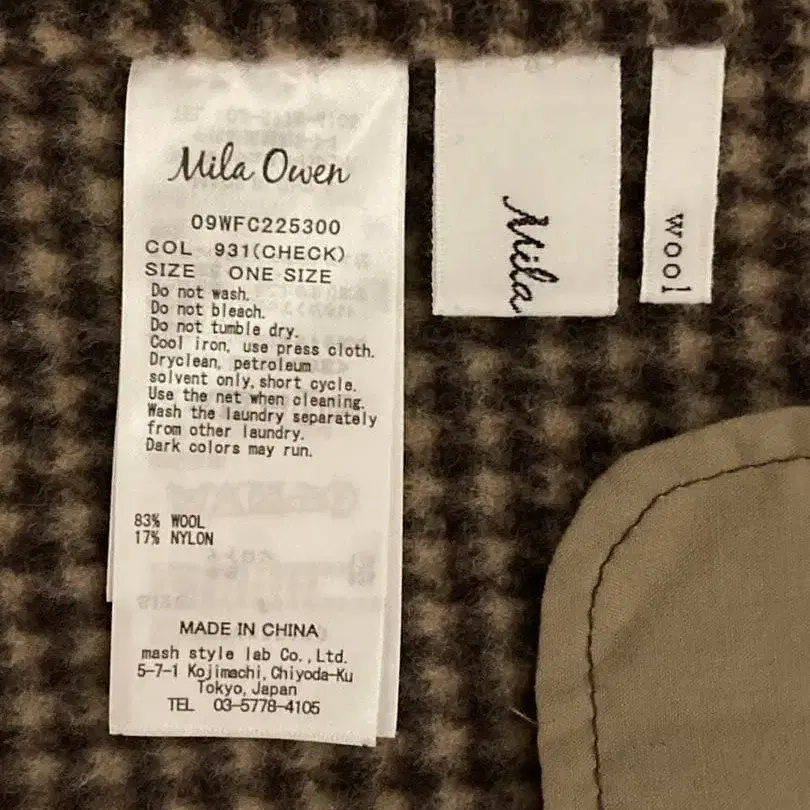 Mila Owen
09WFC225300
COL 931(CHECK)
SIZE ONE SIZE
Do not wash.
Do not bleach.
Do not tumble dry.
Cool iron, use press cloth.
Dryclean, petroleum
solvent only, short cycle.
Use the net when cleaning.
Wash the laundry separately
from other laundry.
Dark colors may run.
83% WOOL
17% NYLON
MADE IN CHINA
mash style lab Co.,Ltd.
5-7-1 Kojimachi,Chiyoda-Ku
Tokyo,Japan
TEL 03-5778-4105
Mila
wool